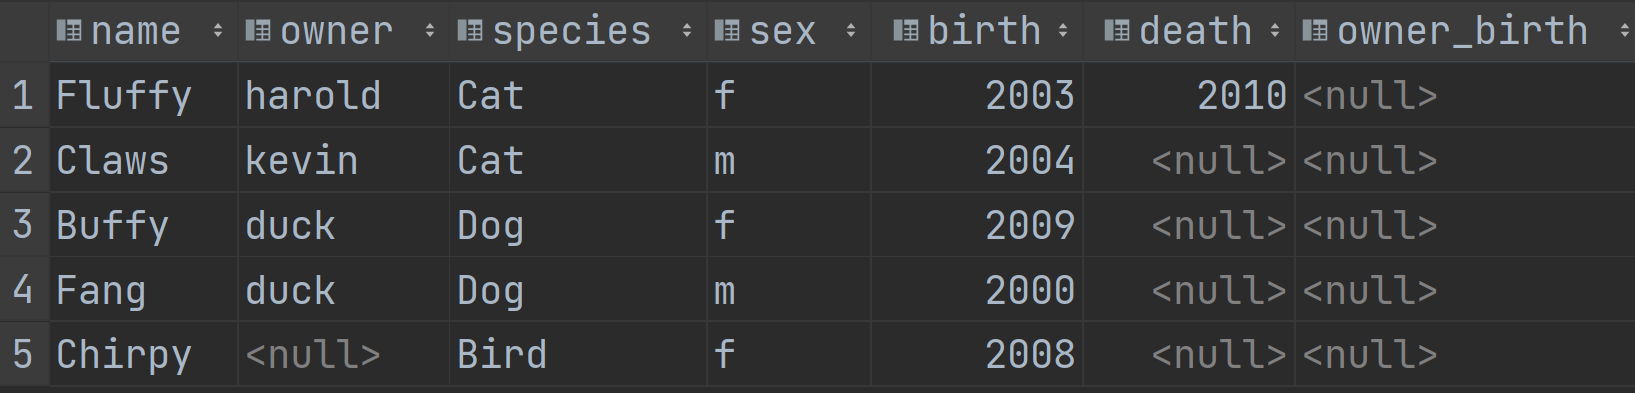 name owner species sex birth death owner_birth
1 Fluffy harold Cat f 2003 2010 <null>
2 Claws kevin Cat m 2004 <null> <null>
3 Buffy duck Dog f 2009 <null> <null>
4 Fang duck Dog m 2000 <null> <null>
5 Chirpy <null> Bird f 2008 <null> <null>